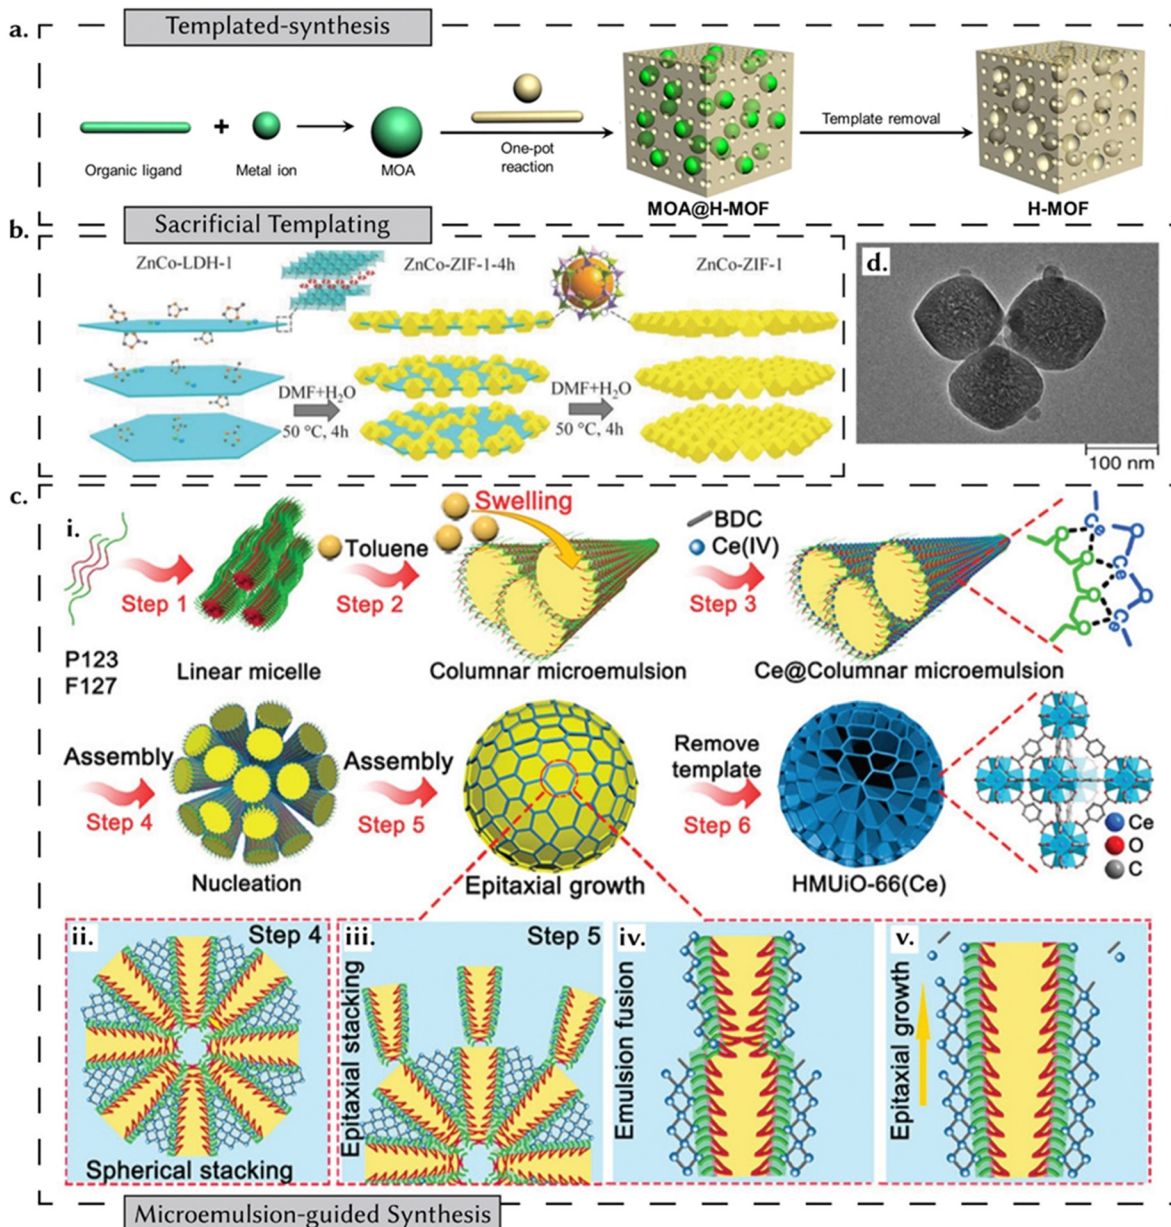 a.
Templated-synthesis
Organic ligand
+
Metal ion
MOA
One-pot
reaction
MOA@H-MOF
Template removal
H-MOF
b.
Sacrificial Templating
ZnCo-LDH-1
ZnCo-ZIF-1-4h
ZnCo-ZIF-1
DMF+H₂O
50 °C, 4h
DMF+H₂O
50 °C, 4h
d.
100 nm
c.
i.
P123
F127
Step 1
Linear micelle
Toluene
Step 2
Swelling
Columnar microemulsion
BDC
Ce(IV)
Step 3
Ce@Columnar microemulsion
Ce
Ce
Ce
O
O
O
O
O
Assembly
Step 4
Nucleation
Assembly
Step 5
Epitaxial growth
Remove
template
Step 6
HMUiO-66(Ce)
Ce
O
C
ii.
Step 4
Spherical stacking
iii.
Step 5
Epitaxial stacking
iv.
Emulsion fusion
v.
Epitaxial growth
Microemulsion-guided Synthesis